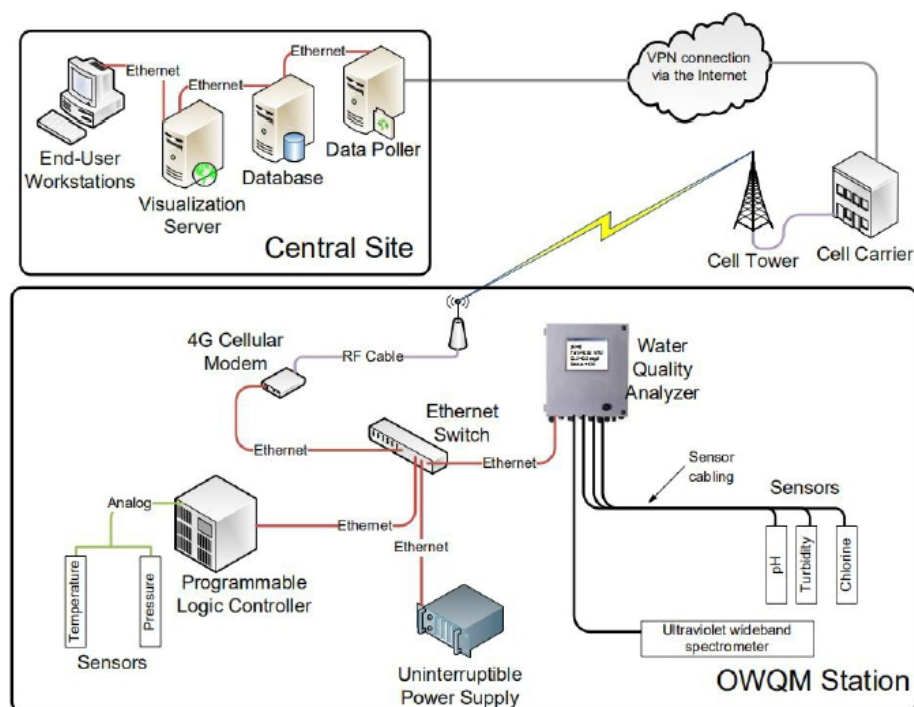 Ethernet
Ethernet
Ethernet
End-User
Workstations
Visualization
Server
Database
Data Poller
Central Site
VPN connection
via the Internet
Cell Tower
Cell Carrier
4G Cellular
Modem
RF Cable
Ethernet
Switch
Water
Quality
Analyzer
Ethernet
Ethernet
Sensor
cabling
Sensors
Analog
Ethernet
Ethernet
pH
Turbidity
Chlorine
Temperature
Pressure
Programmable
Logic Controller
Sensors
Uninterruptible
Power Supply
Ultraviolet wideband
spectrometer
OWQM Station